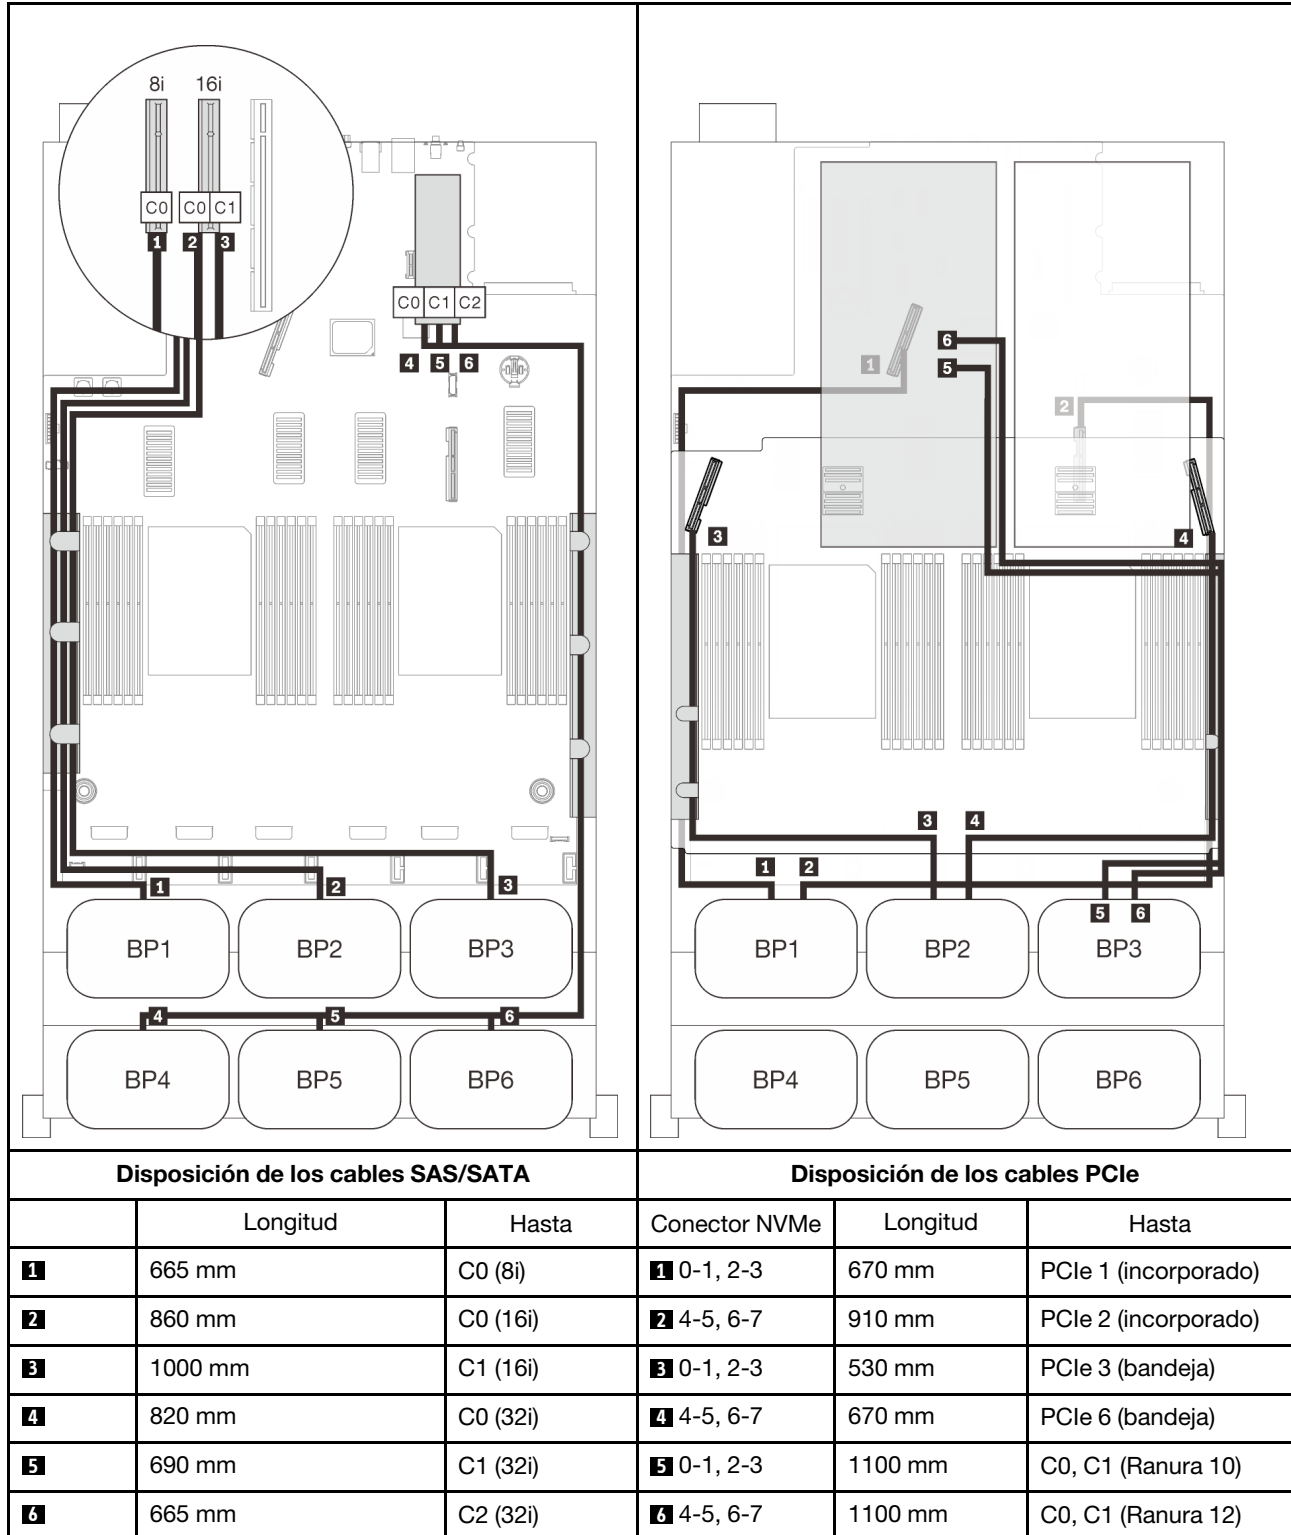 8i 16i
C0 C0 C1
1 2 3
C0 C1 C2
4 5 6
1 2 3
BP1 BP2 BP3
4 5 6
BP4 BP5 BP6
6
1 5
2
3 4
3 4
1 2
5 6
BP1 BP2 BP3
BP4 BP5 BP6
Disposición de los cables SAS/SATA Disposición de los cables PCIe
Longitud Hasta Conector NVMe Longitud Hasta
1 665 mm C0 (8i) 1 0-1, 2-3 670 mm PCIe 1 (incorporado)
2 860 mm C0 (16i) 2 4-5, 6-7 910 mm PCIe 2 (incorporado)
3 1000 mm C1 (16i) 3 0-1, 2-3 530 mm PCIe 3 (bandeja)
4 820 mm C0 (32i) 4 4-5, 6-7 670 mm PCIe 6 (bandeja)
5 690 mm C1 (32i) 5 0-1, 2-3 1100 mm C0, C1 (Ranura 10)
6 665 mm C2 (32i) 6 4-5, 6-7 1100 mm C0, C1 (Ranura 12)